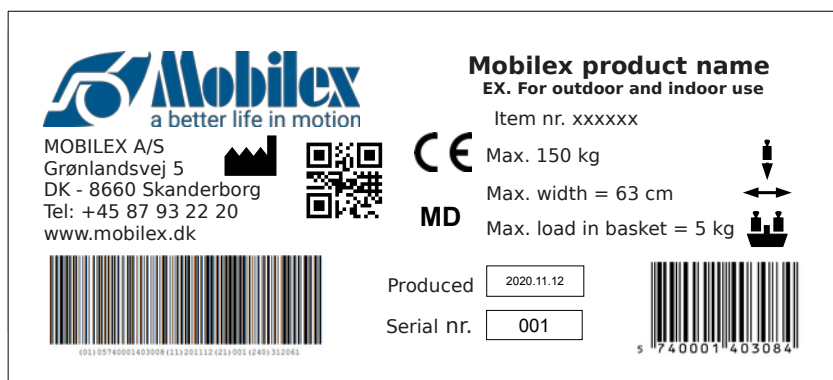 Mobilex
a better life in motion
MOBILEX A/S
Grønlandsvej 5
DK - 8660 Skanderborg
Tel: +45 87 93 22 20
www.mobilex.dk
(01)05740001403008(11)201112(21)001(240)312061
Mobilex product name
EX. For outdoor and indoor use
Item nr. xxxxxx
CE
Max. 150 kg
Max. width = 63 cm
MD
Max. load in basket = 5 kg
Produced 2020.11.12
Serial nr. 001
5 740001 403084